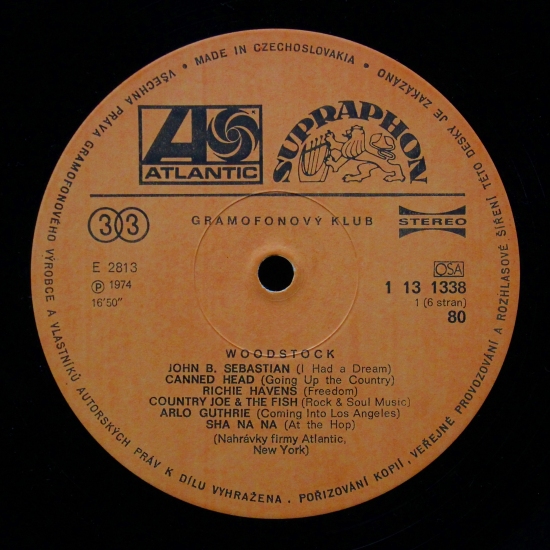 VŠECHNA PRÁVA GRAMOFONOVÉHO VÝROBCE A VLASTNÍKŮ AUTORSKÝCH PRÁV K DÍLU VYHRAŽENA . POŘIZOVÁNÍ KOPIÍ , VEŘEJNÉ PROVOZOVÁNÍ A ROZHLASOVÉ ŠÍŘENÍ TÉTO DESKY JE ZAKÁZÁNO
• MADE IN CZECHOSLOVAKIA •
ATLANTIC
SUPRAPHON
33
GRAMOFONOVÝ KLUB
STEREO
E 2813
OSA
Ⓟ 1974
1 13 1338
16'50"
1 (6 stran)
80
WOODSTOCK
JOHN B. SEBASTIAN (I Had a Dream)
CANNED HEAD (Going Up the Country)
RICHIE HAVENS (Freedom)
COUNTRY JOE & THE FISH (Rock & Soul Music)
ARLO GUTHRIE (Coming Into Los Angeles)
SHA NA NA (At the Hop)
(Nahrávky firmy Atlantic,
New York)